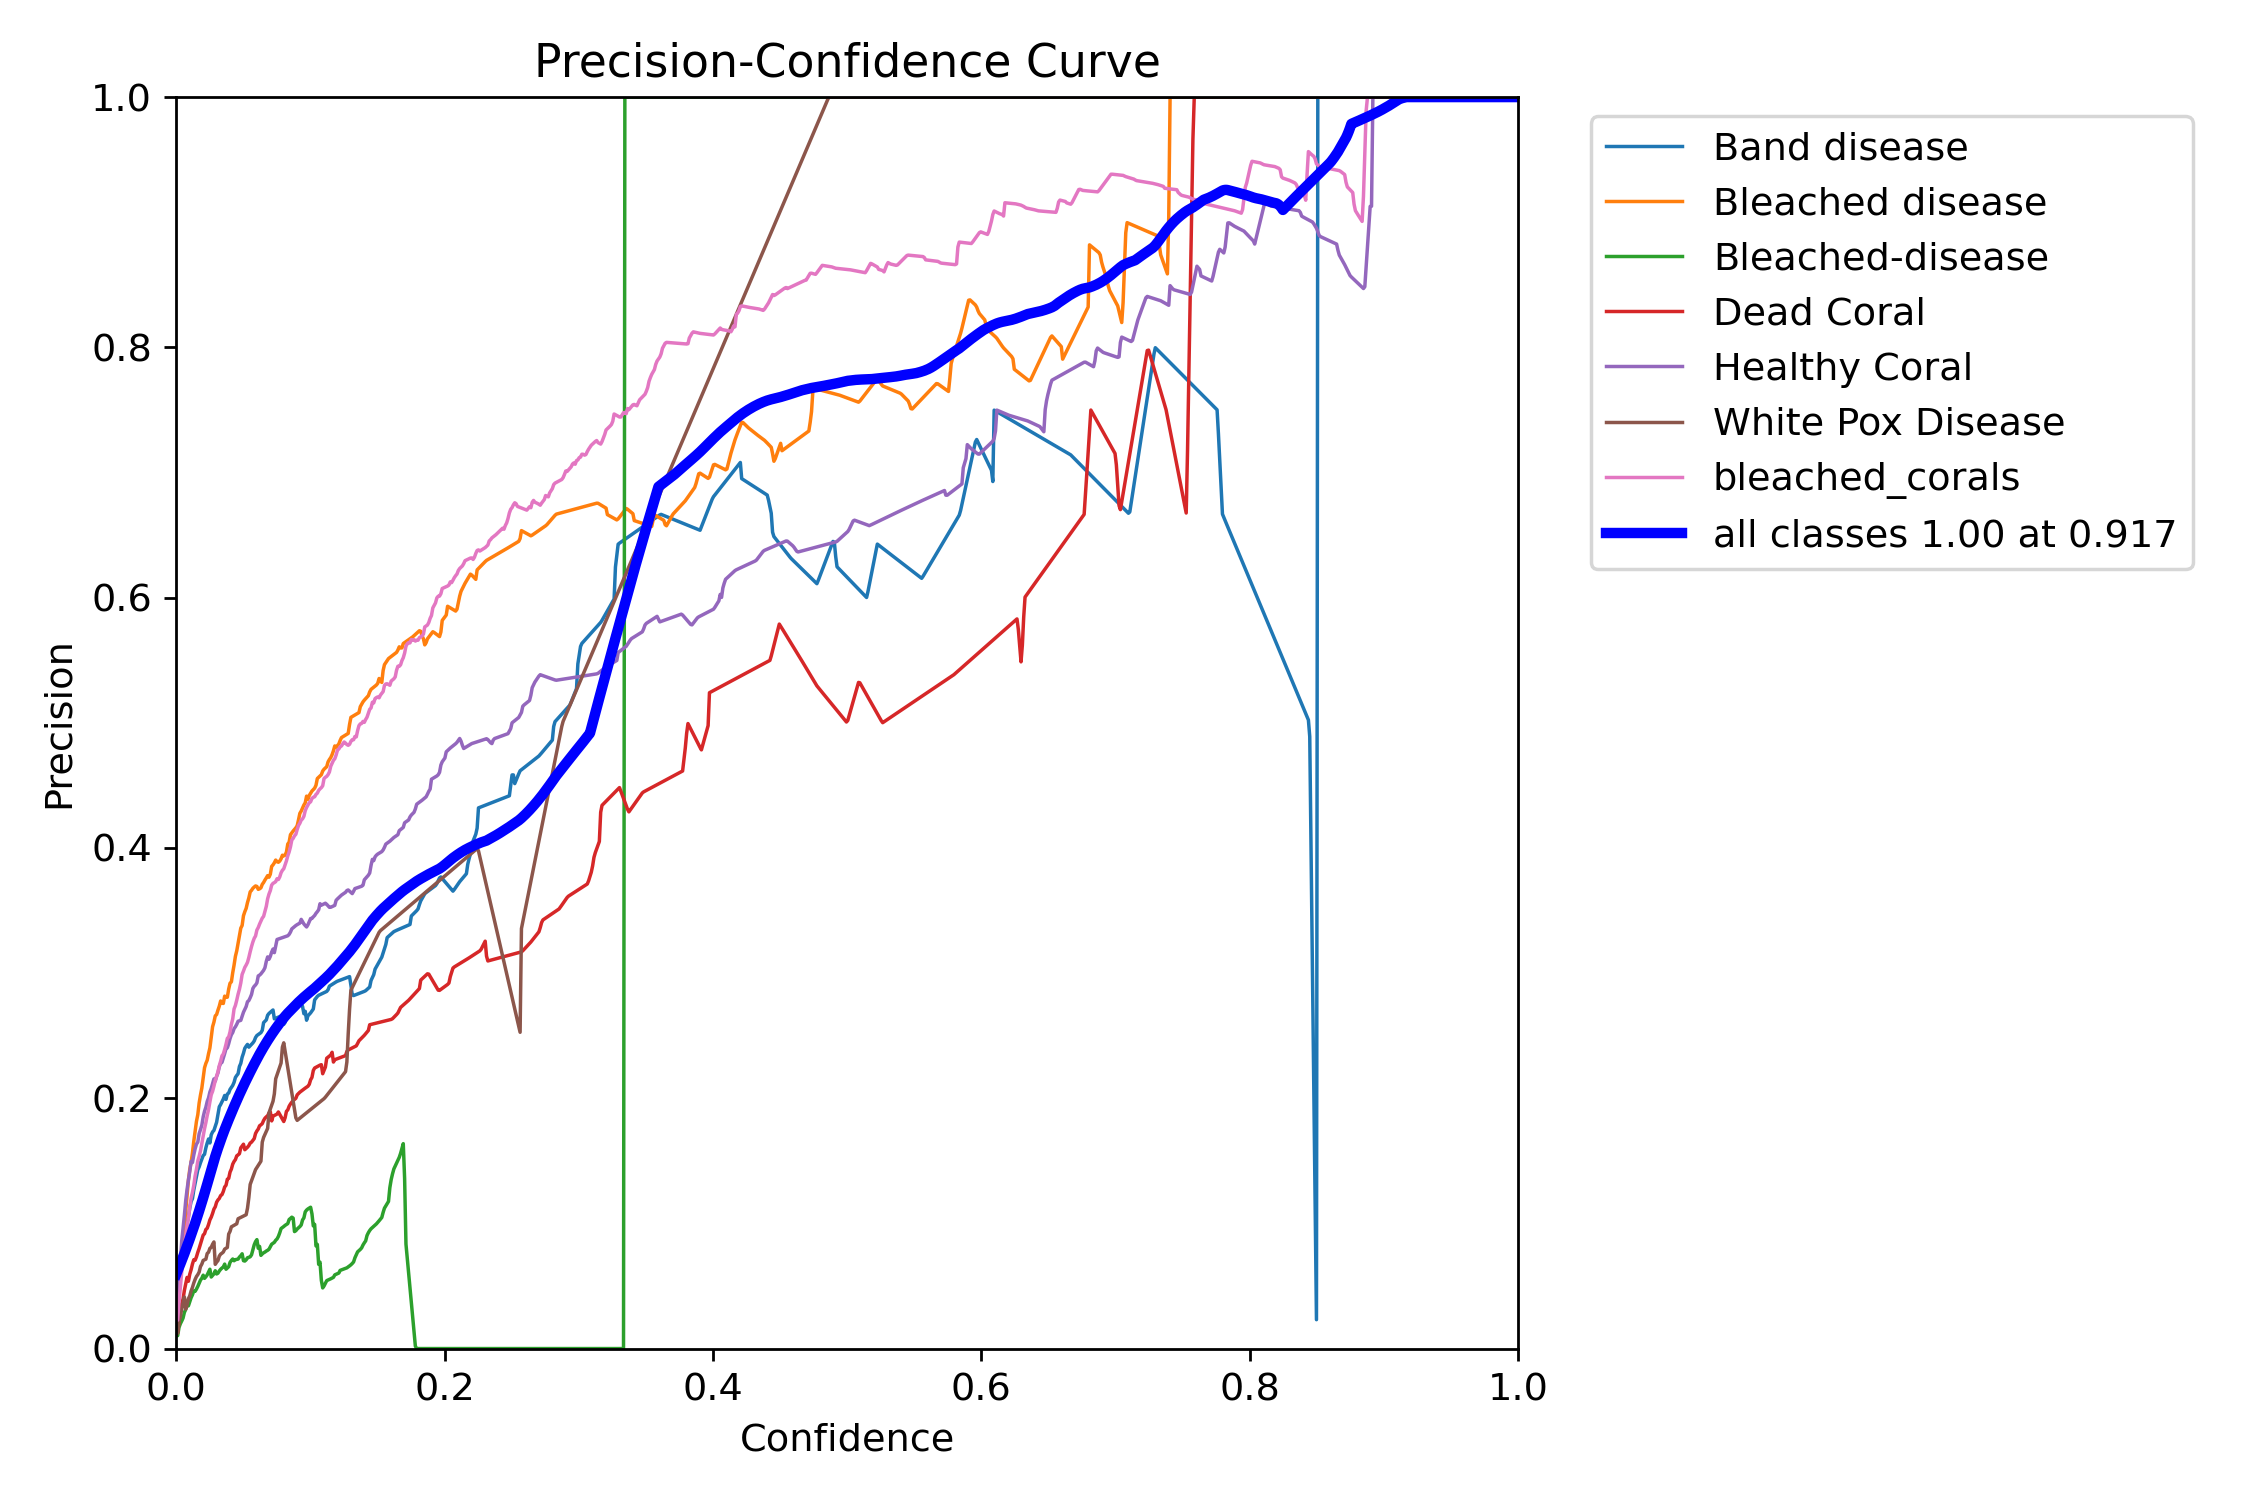 Precision-Confidence Curve
1.0
0.8
0.6
0.4
0.2
0.0
Precision
0.0 0.2 0.4 0.6 0.8 1.0
Confidence
Band disease
Bleached disease
Bleached-disease
Dead Coral
Healthy Coral
White Pox Disease
bleached_corals
all classes 1.00 at 0.917